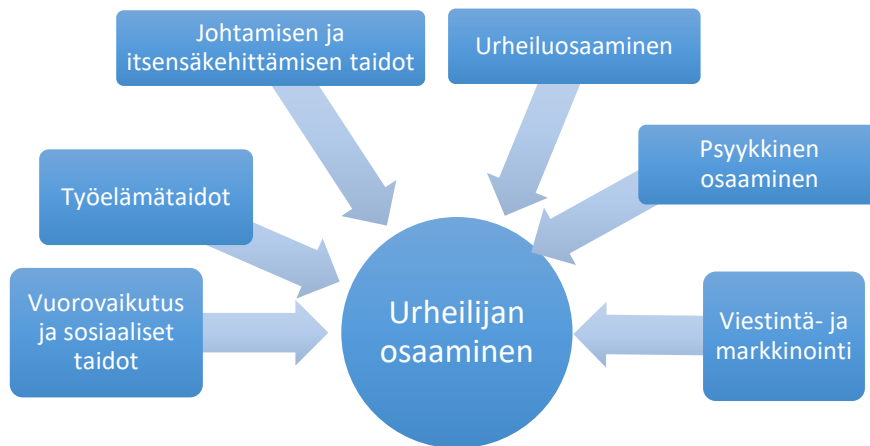 Johtamisen ja
itsensäkehittämisen taidot
Urheiluosaaminen
Psyykkinen
osaaminen
Työelämätaidot
Vuorovaikutus
ja sosiaaliset
taidot
Urheilijan
osaaminen
Viestintä- ja
markkinointi